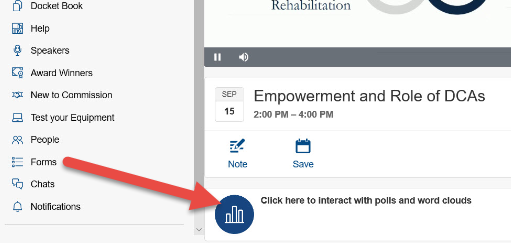 Docket Book
Help
Speakers
Award Winners
New to Commission
Test your Equipment
People
Forms
Chats
Notifications
Rehabilitation
SEP
15
Empowerment and Role of DCAs
2:00 PM – 4:00 PM
Note
Save
Click here to interact with polls and word clouds